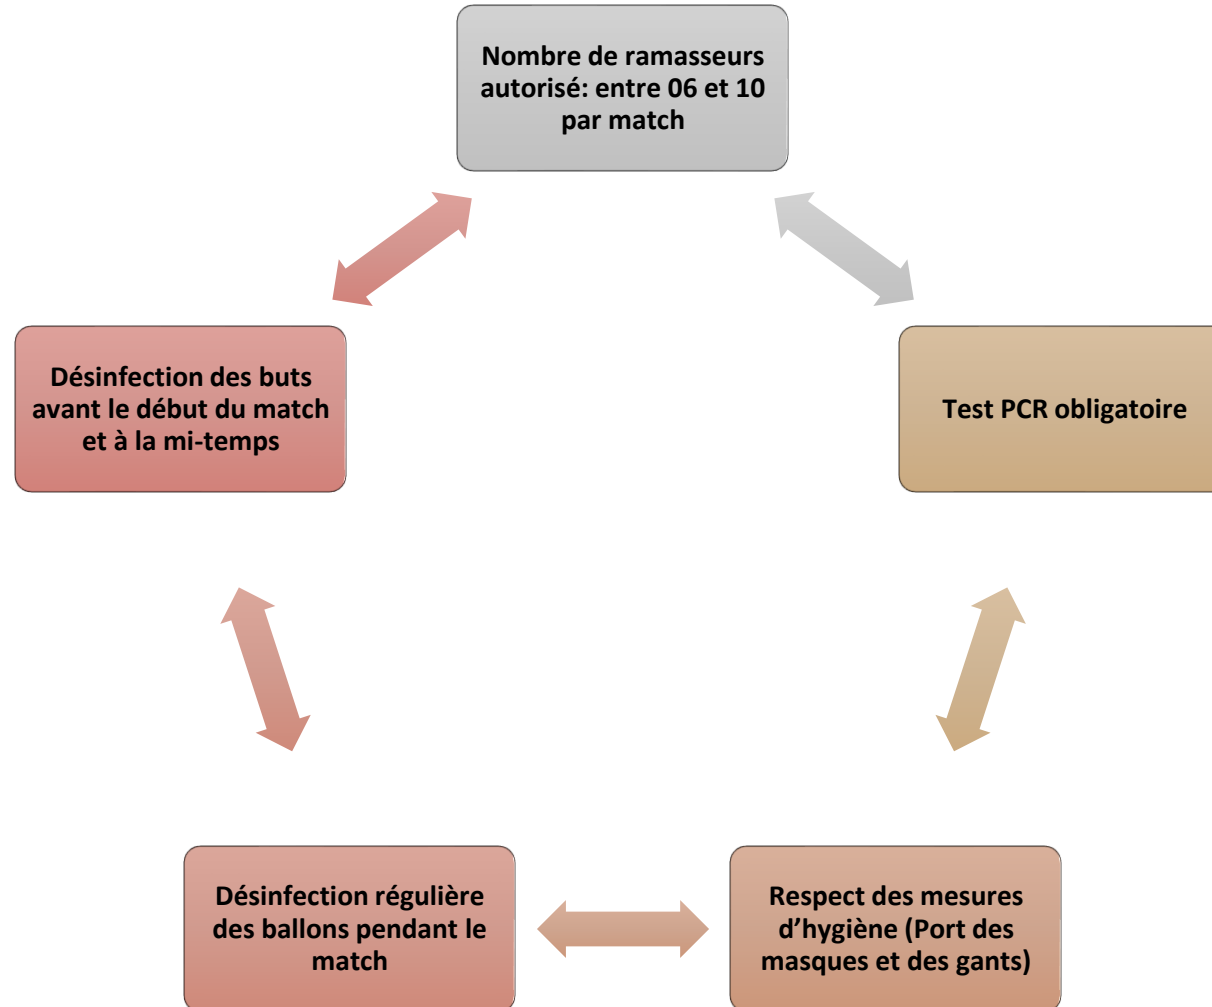 Nombre de ramasseurs
autorisé: entre 06 et 10
par match
Désinfection des buts
avant le début du match
et à la mi-temps
Test PCR obligatoire
Désinfection régulière
des ballons pendant le
match
Respect des mesures
d’hygiène (Port des
masques et des gants)